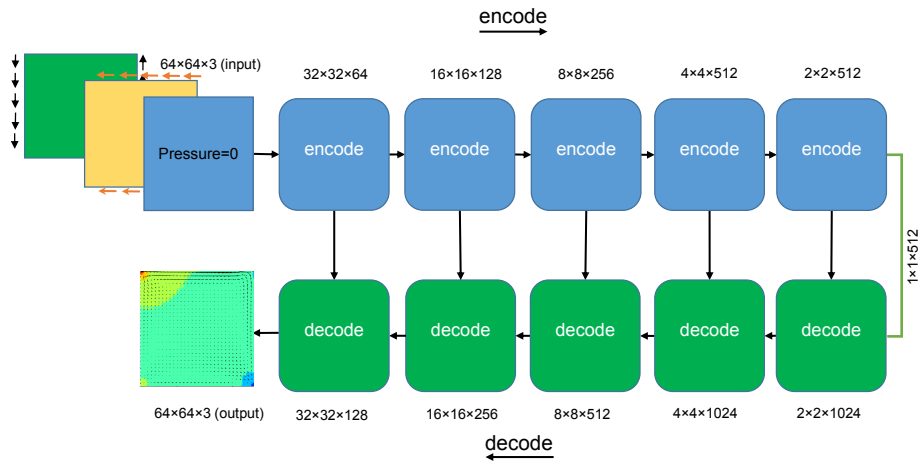 encode
64×64×3 (input)
32×32×64
16×16×128
8×8×256
4×4×512
2×2×512
Pressure=0
encode
encode
encode
encode
encode
1×1×512
decode
decode
decode
decode
decode
64×64×3 (output)
32×32×128
16×16×256
8×8×512
4×4×1024
2×2×1024
decode